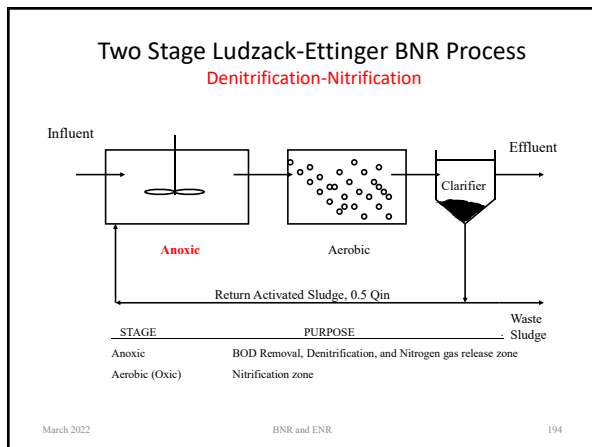 Two Stage Ludzack-Ettinger BNR Process
Denitrification-Nitrification
Influent
Effluent
Clarifier
Anoxic
Aerobic
Return Activated Sludge, 0.5 Qin
Waste
Sludge
STAGE PURPOSE
Anoxic BOD Removal, Denitrification, and Nitrogen gas release zone
Aerobic (Oxic) Nitrification zone
March 2022 BNR and ENR 194